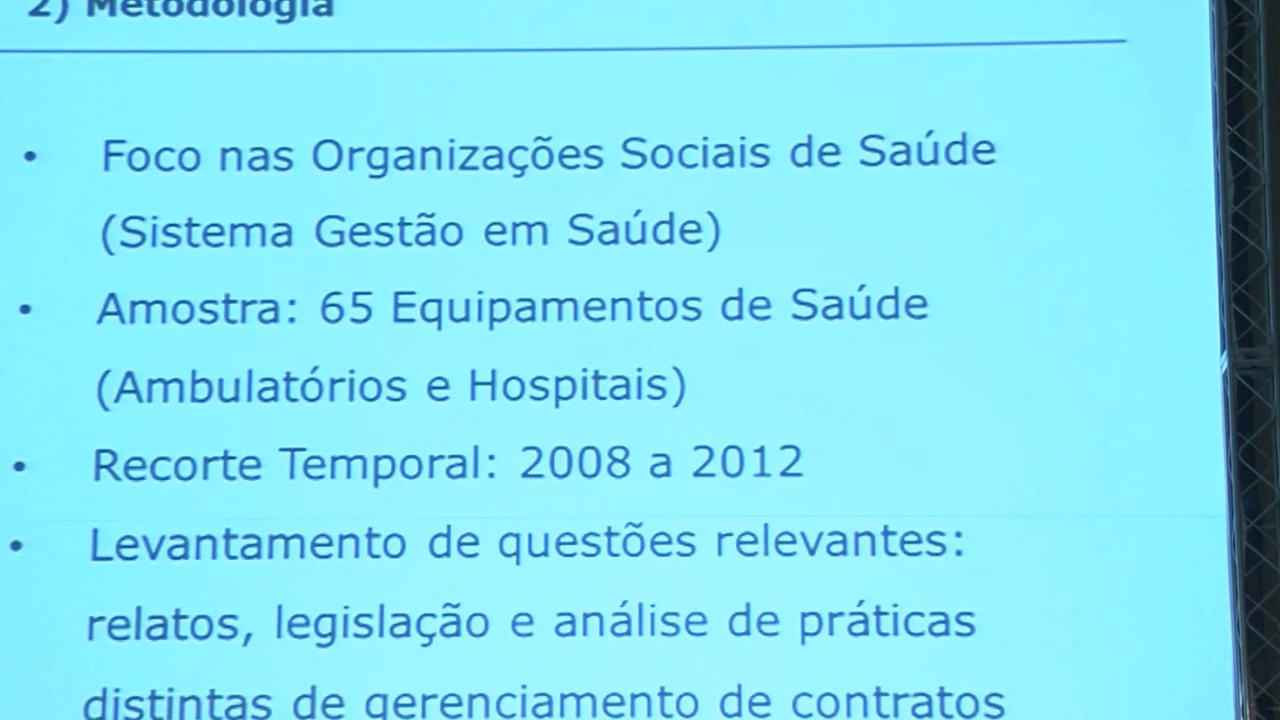 2) Metodologia
• Foco nas Organizações Sociais de Saúde
(Sistema Gestão em Saúde)
• Amostra: 65 Equipamentos de Saúde
(Ambulatórios e Hospitais)
• Recorte Temporal: 2008 a 2012
• Levantamento de questões relevantes:
relatos, legislação e análise de práticas
distintas de gerenciamento de contratos